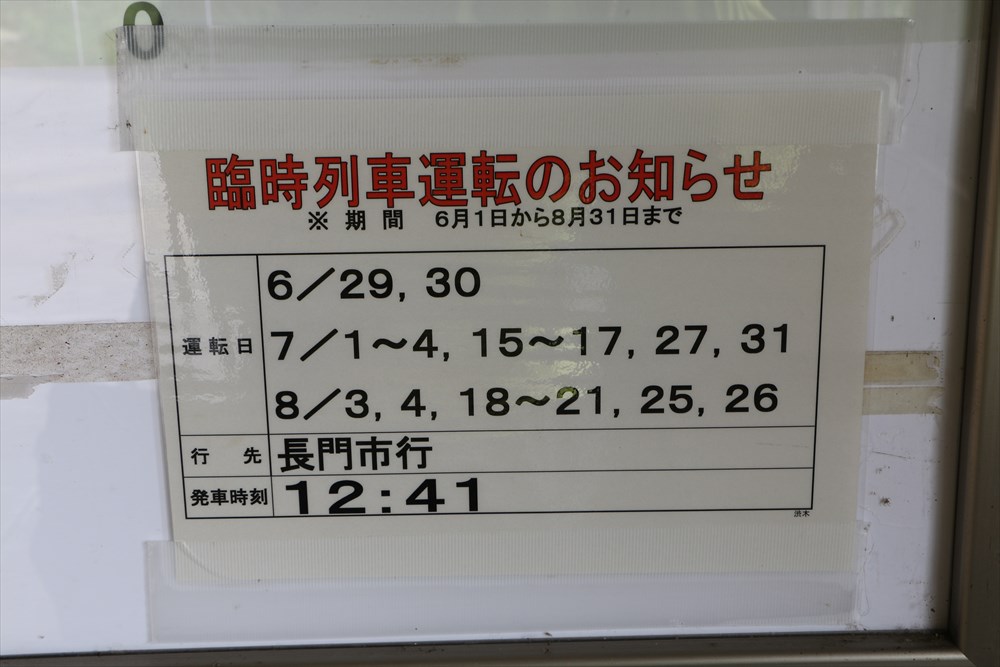 臨時列車運転のお知らせ
※ 期 間 6月1日から8月31日まで
運転日
6／29, 30
7／1～4, 15～17, 27, 31
8／3, 4, 18～21, 25, 26
行 先 長門市行
発車時刻 12：41
渋木